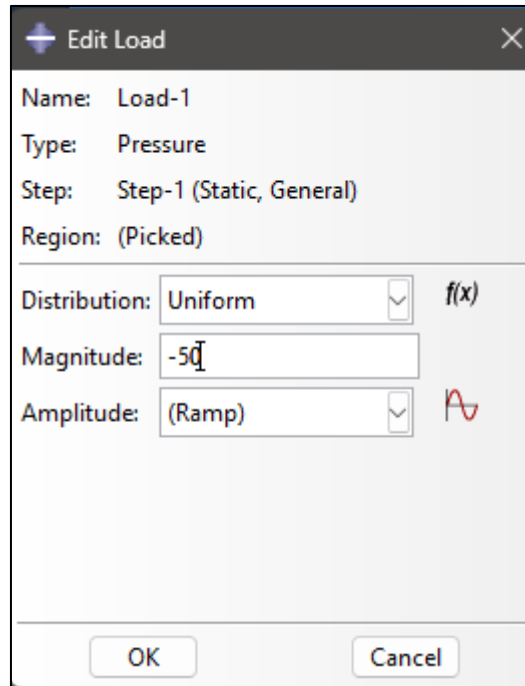 Edit Load
Name: Load-1
Type: Pressure
Step: Step-1 (Static, General)
Region: (Picked)
Distribution: Uniform f(x)
Magnitude: -50
Amplitude: (Ramp)
OK Cancel